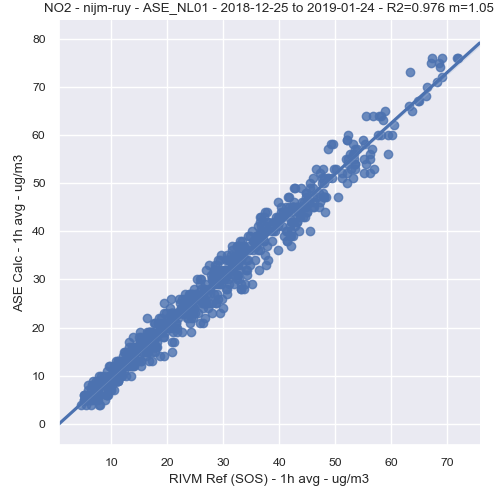 NO2 - nijm-ruy - ASE_NL01 - 2018-12-25 to 2019-01-24 - R2=0.976 m=1.05
80
70
60
50
40
30
20
10
0
ASE Calc - 1h avg - ug/m3
10 20 30 40 50 60 70
RIVM Ref (SOS) - 1h avg - ug/m3